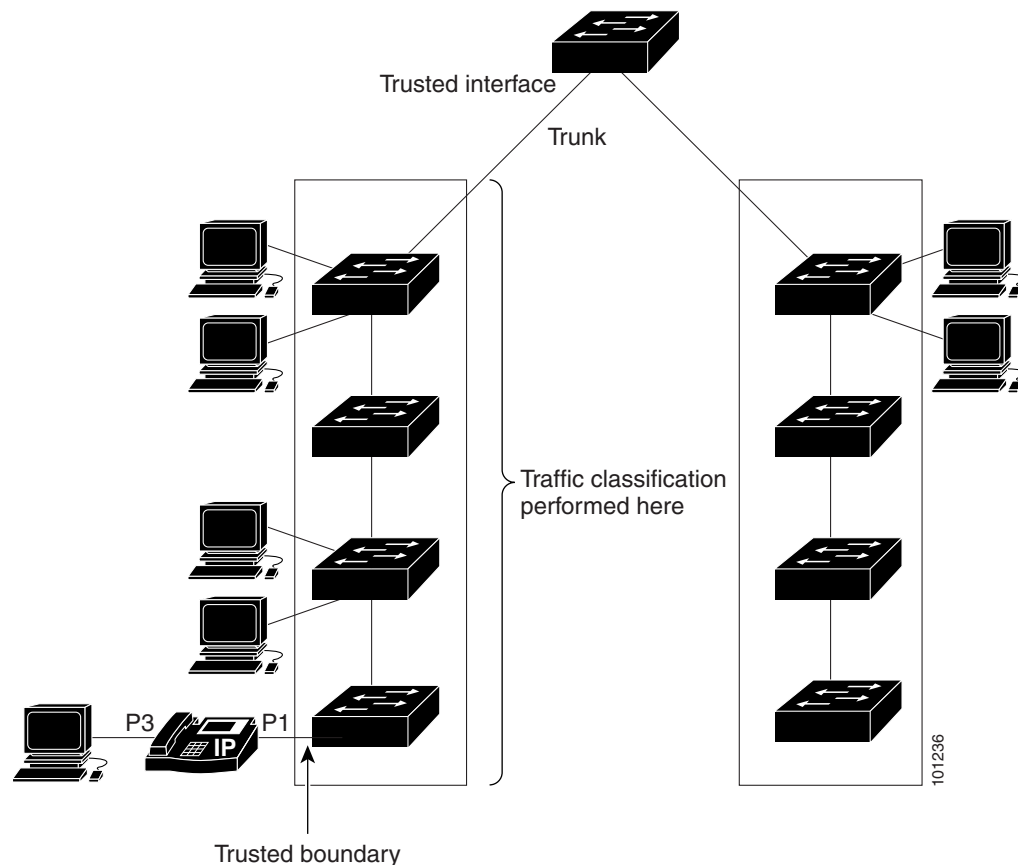 Trusted interface
Trunk
Traffic classification
performed here
P3
IP
P1
101236
Trusted boundary